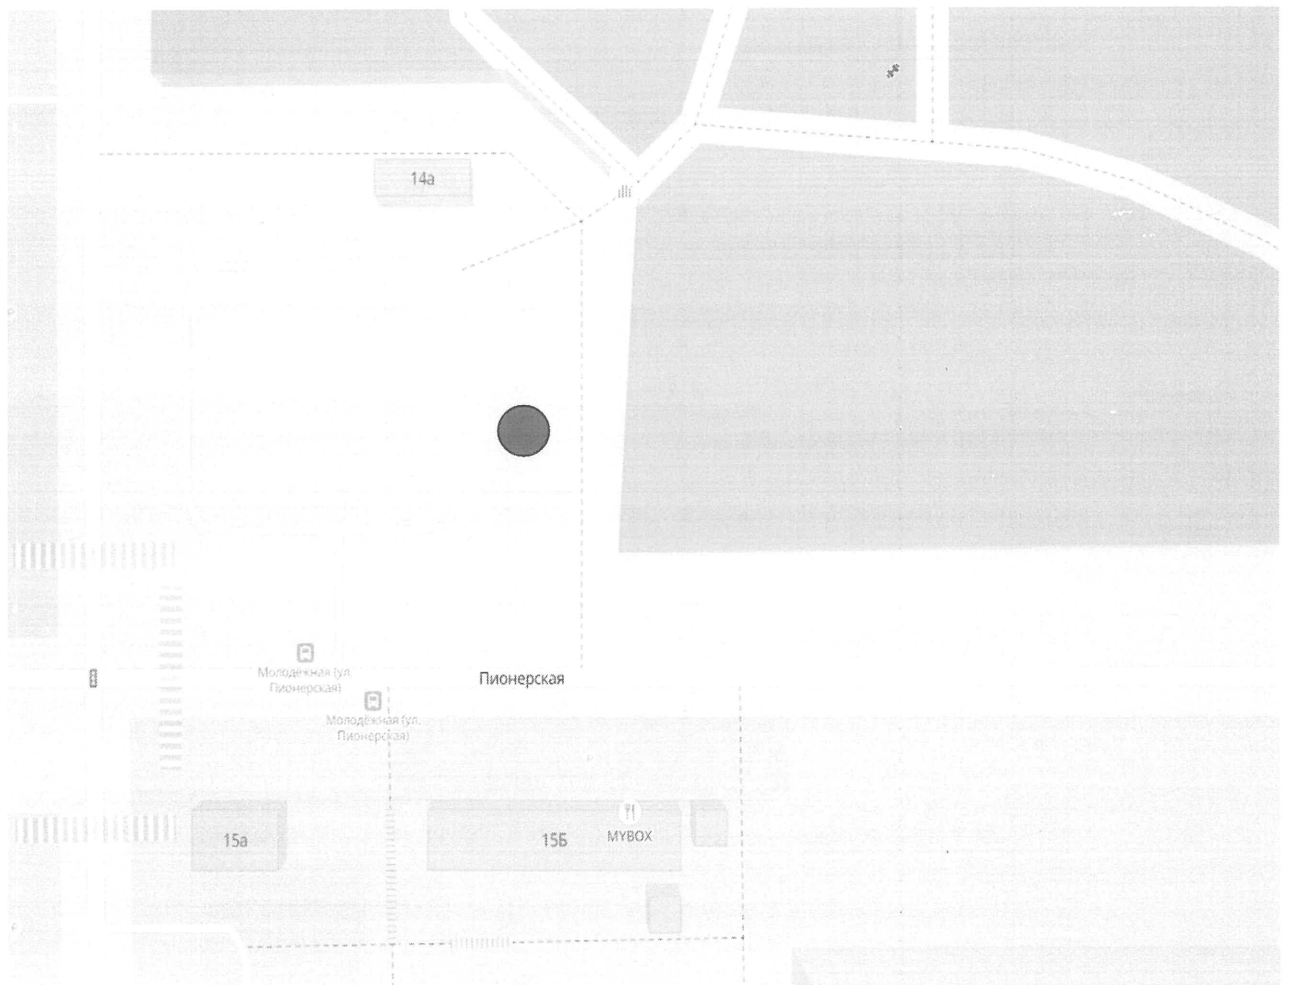 14а
Молодёжная (ул.
Пионерская)
Пионерская
Молодёжная (ул.
Пионерская)
15а
15Б
MYBOX